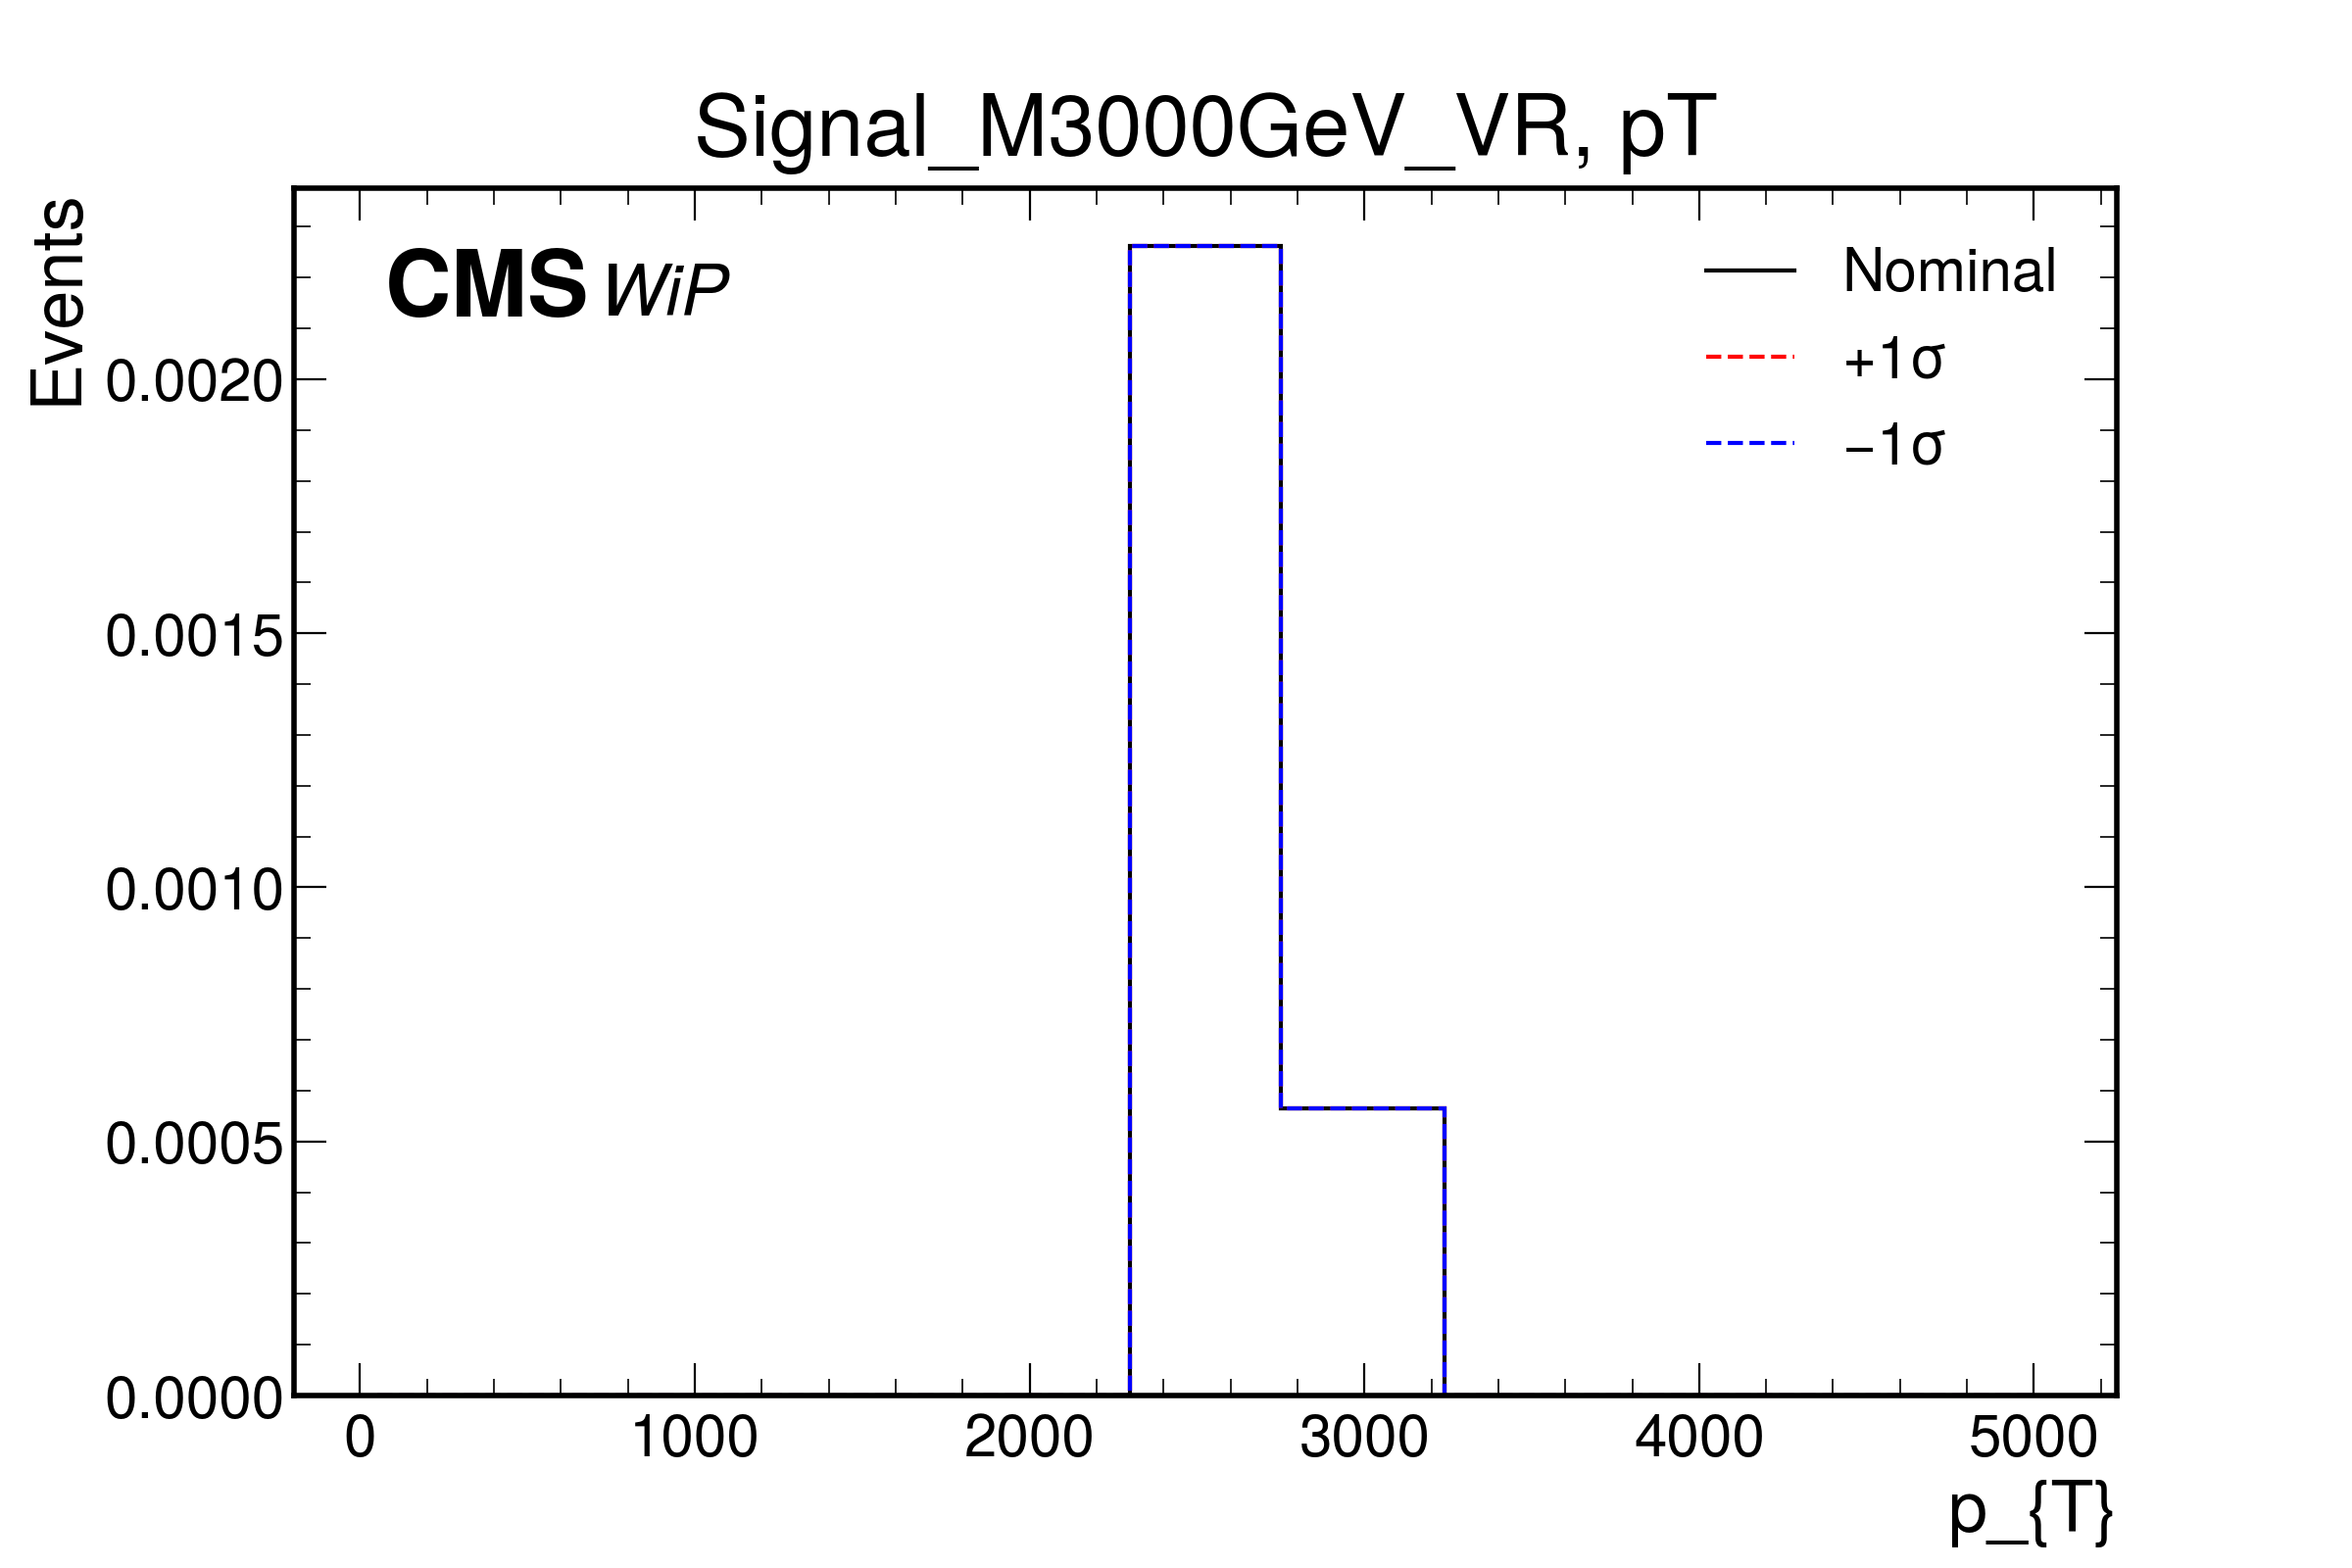 Signal_M3000GeV_VR, pT
Events
CMS WiP
Nominal
+1σ
−1σ
0.0020
0.0015
0.0010
0.0005
0.0000
0 1000 2000 3000 4000 5000
p_{T}